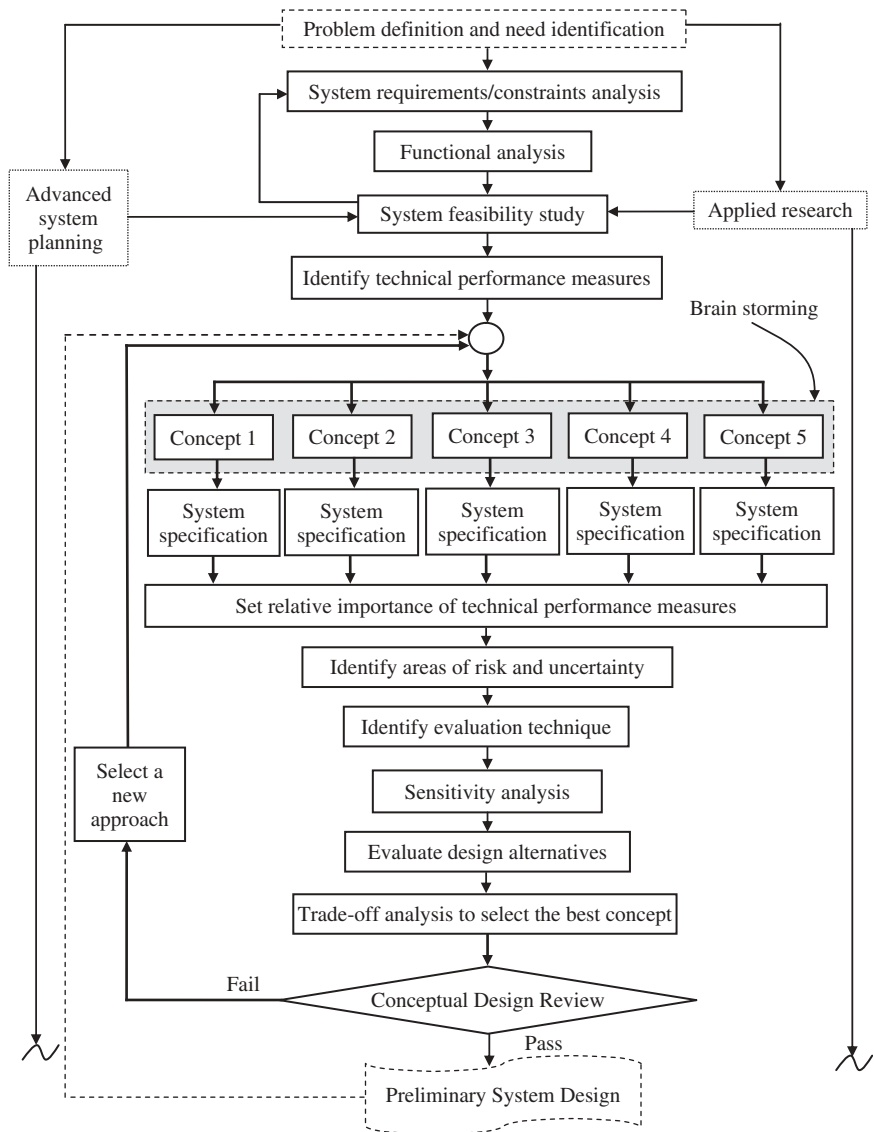 Problem definition and need identification
System requirements/constraints analysis
Functional analysis
Advanced
system
planning
System feasibility study
Applied research
Identify technical performance measures
Brain storming
Concept 1
Concept 2
Concept 3
Concept 4
Concept 5
System
specification
System
specification
System
specification
System
specification
System
specification
Set relative importance of technical performance measures
Identify areas of risk and uncertainty
Identify evaluation technique
Select a
new
approach
Sensitivity analysis
Evaluate design alternatives
Trade-off analysis to select the best concept
Fail
Conceptual Design Review
Pass
Preliminary System Design